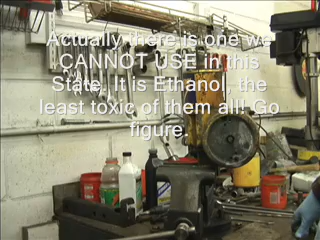 Actually there is one we
CANNOT USE in this
State. It is Ethanol, the
least toxic of them all! Go
figure.